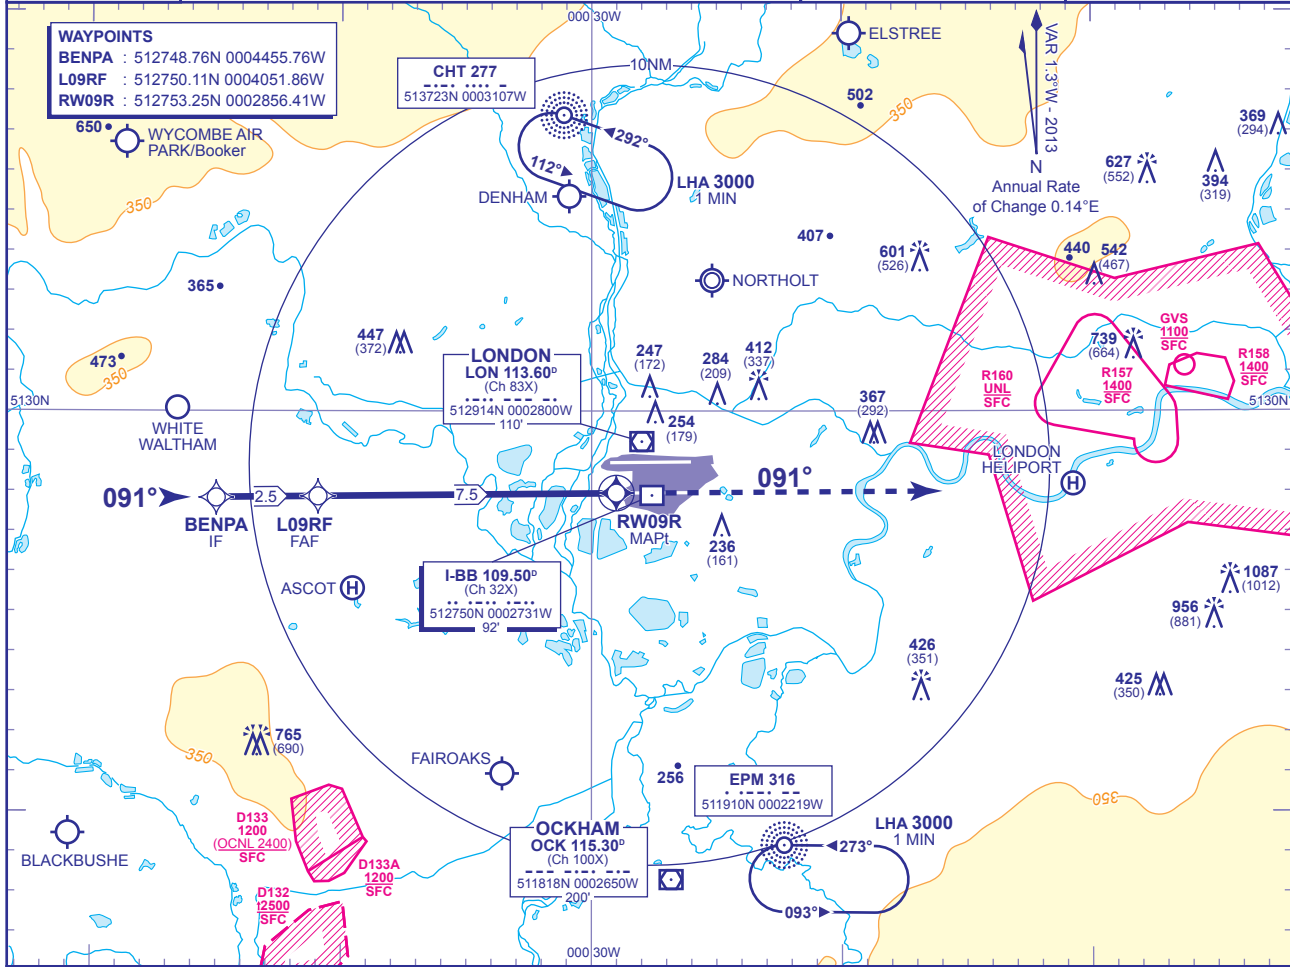 000 30W
WAYPOINTS
BENPA : 512748.76N 0004455.76W
L09RF : 512750.11N 0004051.86W
RW09R : 512753.25N 0002856.41W
ELSTREE
VAR 1.3°W - 2013
N
Annual Rate
of Change 0.14°E
10NM
CHT 277
513723N 0003107W
502
350
369
(294)
650
WYCOMBE AIR
PARK/Booker
292°
112°
LHA 3000
1 MIN
DENHAM
627
(552)
394
(319)
350
407
601
(526)
440
542
(467)
NORTHOLT
365
447
(372)
473
350
LONDON
LON 113.60ᴰ
(Ch 83X)
512914N 0002800W
110'
247
(172)
284
(209)
412
(337)
254
(179)
367
(292)
739
(664)
GVS
1100
SFC
R158
1400
SFC
R157
1400
SFC
R160
UNL
SFC
5130N
5130N
WHITE
WALTHAM
LONDON
HELIPORT
H
091°
2.5
7.5
091°
BENPA
IF
L09RF
FAF
RW09R
MAPt
236
(161)
ASCOT
H
I-BB 109.50ᴰ
(Ch 32X)
512750N 0002731W
92'
1087
(1012)
956
(881)
426
(351)
425
(350)
765
(690)
350
FAIROAKS
256
EPM 316
511910N 0002219W
350
BLACKBUSHE
D133
1200
(OCNL 2400)
SFC
D133A
1200
SFC
D132
12500
SFC
OCKHAM
OCK 115.30ᴰ
(Ch 100X)
511818N 0002650W
200'
LHA 3000
1 MIN
273°
093°
000 30W